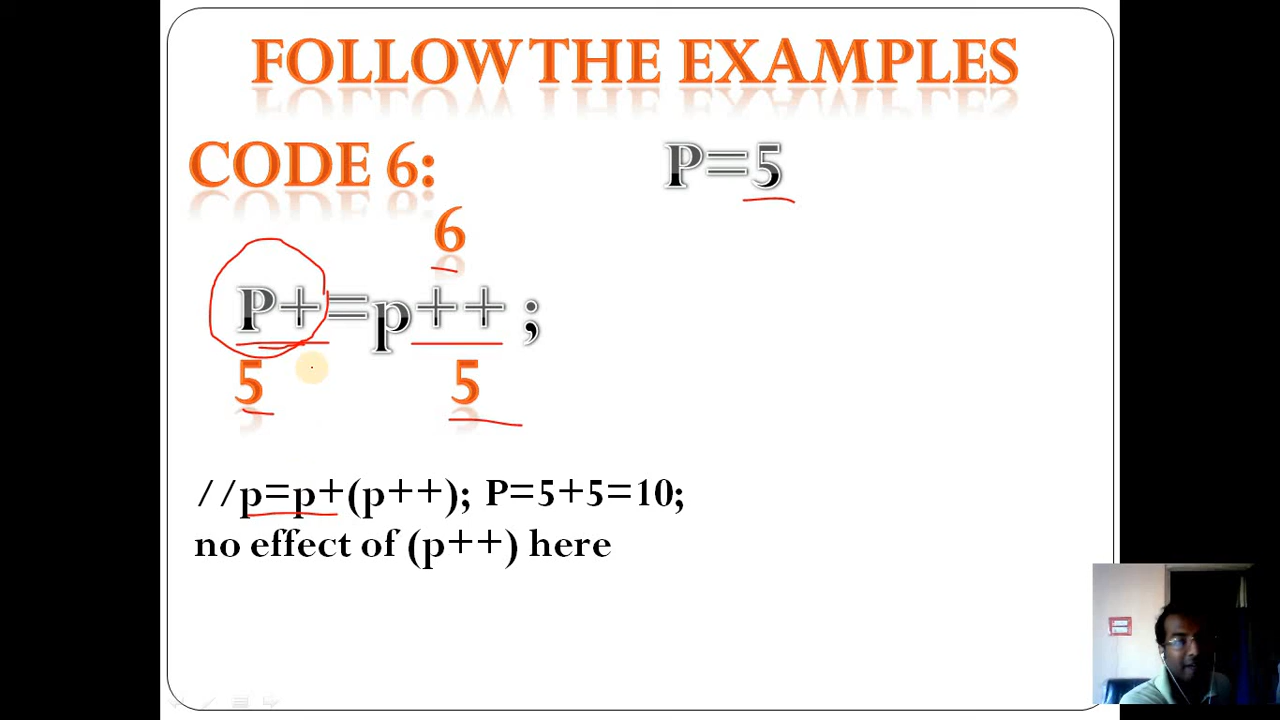 FOLLOW THE EXAMPLES
CODE 6:
P=5
6
P+=p++ ;
5 5
//p=p+(p++); P=5+5=10;
no effect of (p++) here